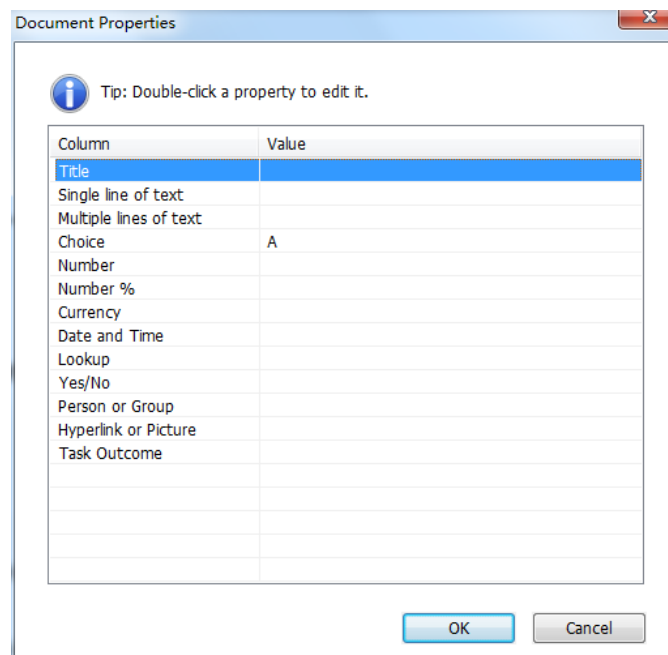 Document Properties
X
Tip: Double-click a property to edit it.
Column Value
Title
Single line of text
Multiple lines of text
Choice A
Number
Number %
Currency
Date and Time
Lookup
Yes/No
Person or Group
Hyperlink or Picture
Task Outcome
OK Cancel